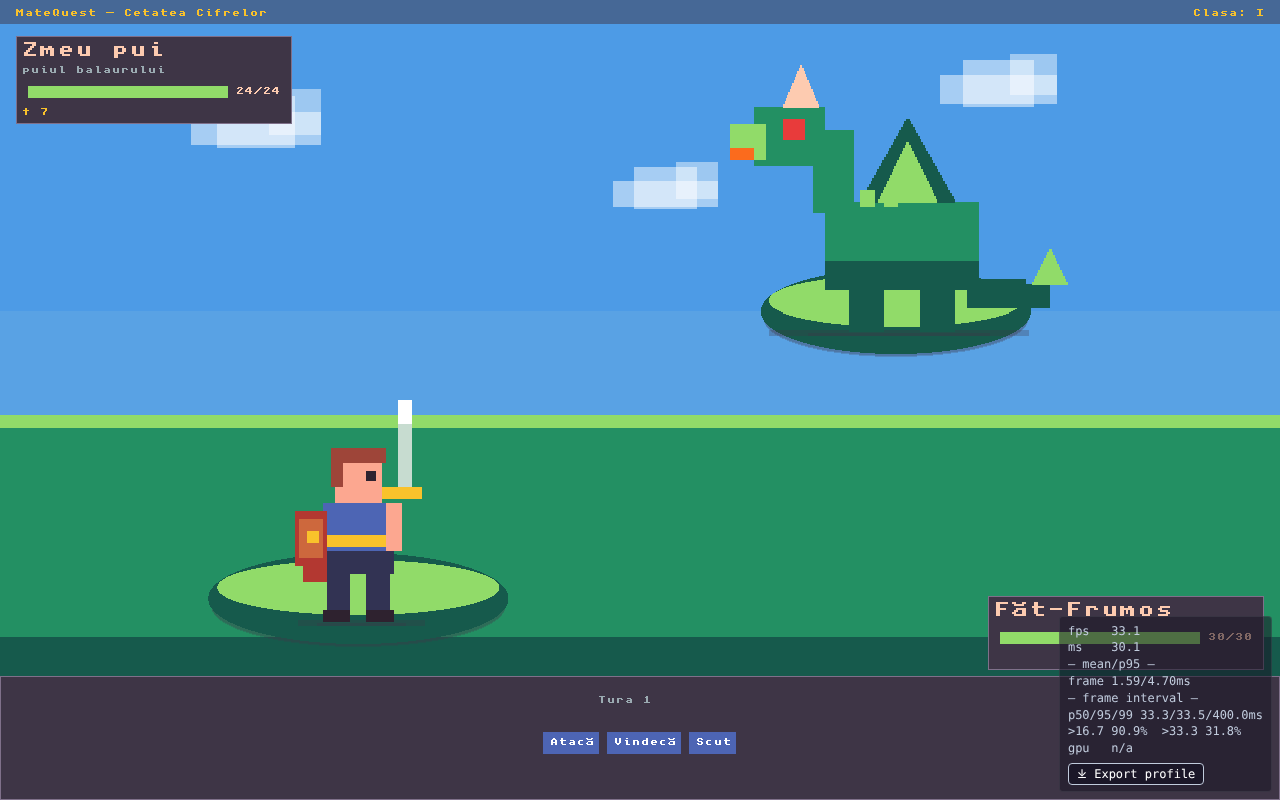 MateQuest — Cetatea Cifrelor
Clasa: I
Zmeu pui
puiul balaurului
24/24
† 7
Făt-Frumos
30/30
fps 33.1
ms 30.1
— mean/p95 —
frame 1.59/4.70ms
— frame interval —
p50/95/99 33.3/33.5/400.0ms
>16.7 90.9% >33.3 31.8%
gpu n/a
Export profile
Tura 1
Atacă Vindecă Scut